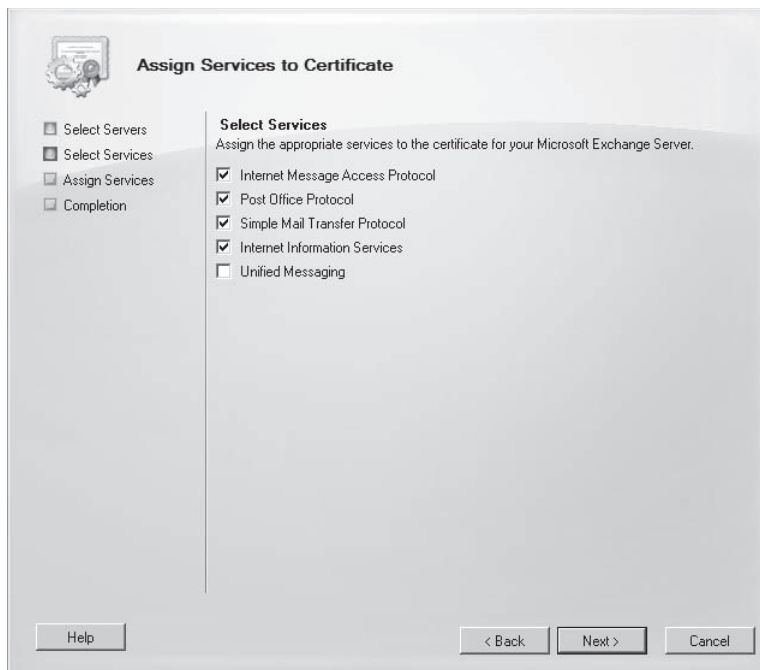 Assign Services to Certificate
Select Servers
Select Services
Assign Services
Completion
Select Services
Assign the appropriate services to the certificate for your Microsoft Exchange Server.
Internet Message Access Protocol
Post Office Protocol
Simple Mail Transfer Protocol
Internet Information Services
Unified Messaging
Help
< Back
Next >
Cancel